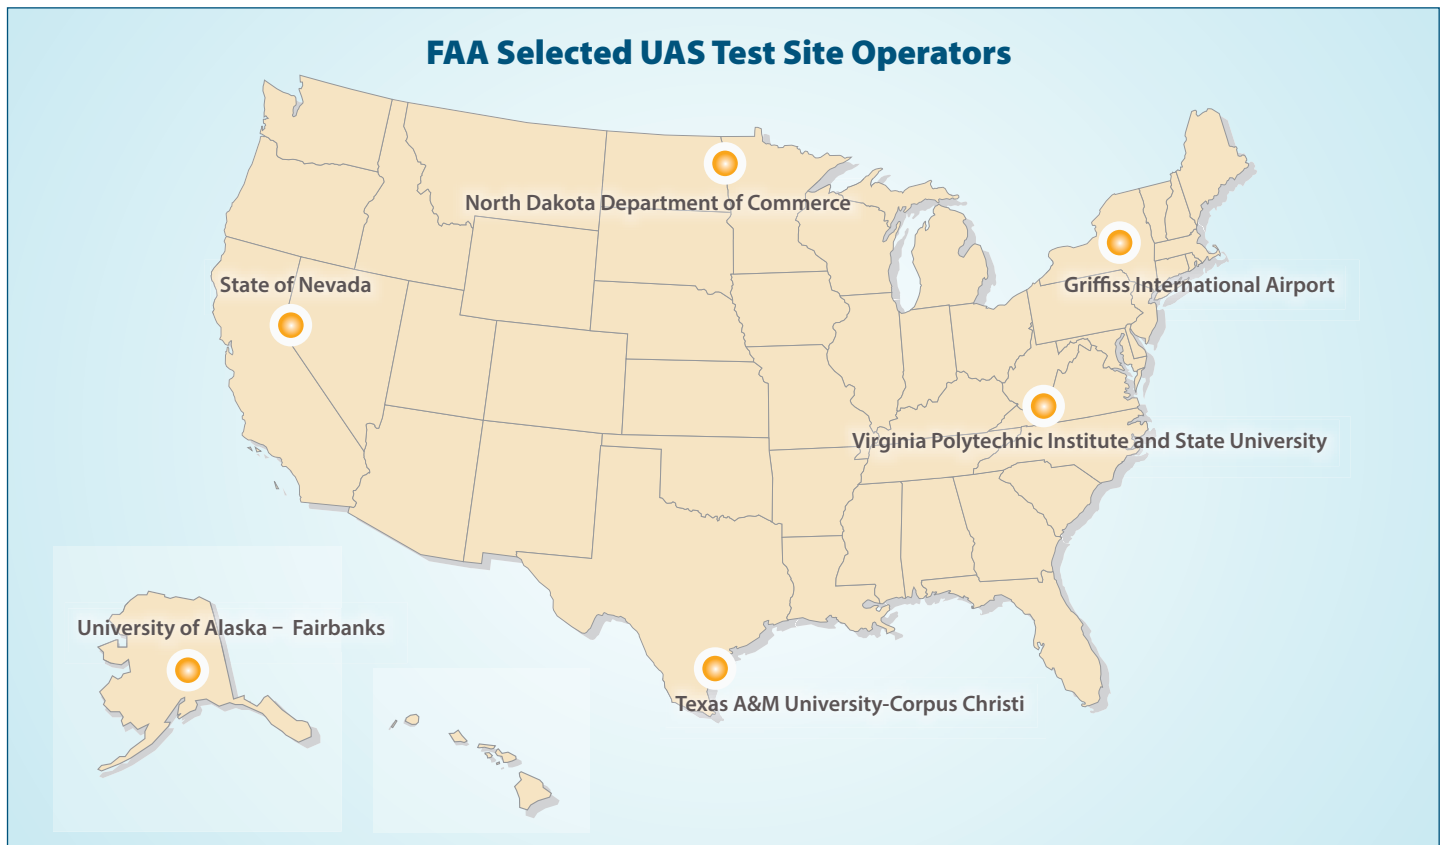 FAA Selected UAS Test Site Operators
North Dakota Department of Commerce
State of Nevada
Griffiss International Airport
Virginia Polytechnic Institute and State University
University of Alaska – Fairbanks
Texas A&M University-Corpus Christi